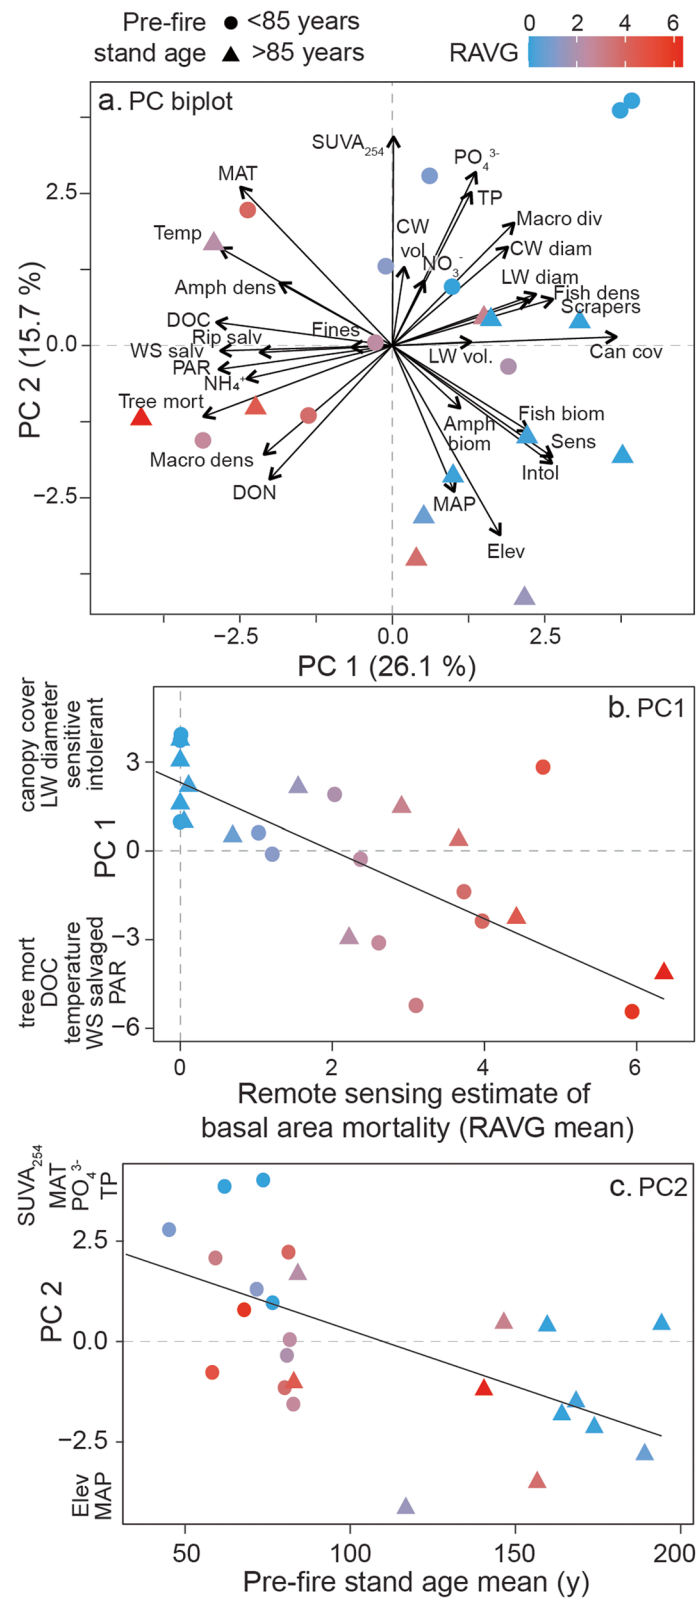 Pre-fire ● <85 years
stand age ▲ >85 years
RAVG
0 2 4 6
a. PC biplot
SUVA254
PO4^3-
TP
MAT
Temp
Amph dens
CW
vol
NO3^-
Macro div
CW diam
LW diam
Fish dens
Scrapers
DOC
Rip salv
Fines
WS salv
PAR
NH4+
LW vol.
Can cov
Tree mort
Macro dens
DON
Amph
biom
Fish biom
Sens
Intol
MAP
Elev
2.5
0.0
−2.5
PC 2 (15.7 %)
−2.5 0.0 2.5
PC 1 (26.1 %)
b. PC1
canopy cover
LW diameter
sensitive
intolerant
PC 1
tree mort
DOC
temperature
WS salvaged
PAR
3
0
−3
−6
0 2 4 6
Remote sensing estimate of
basal area mortality (RAVG mean)
c. PC2
SUVA254
MAT
PO4^3-
TP
PC 2
Elev
MAP
2.5
0.0
−2.5
50 100 150 200
Pre-fire stand age mean (y)